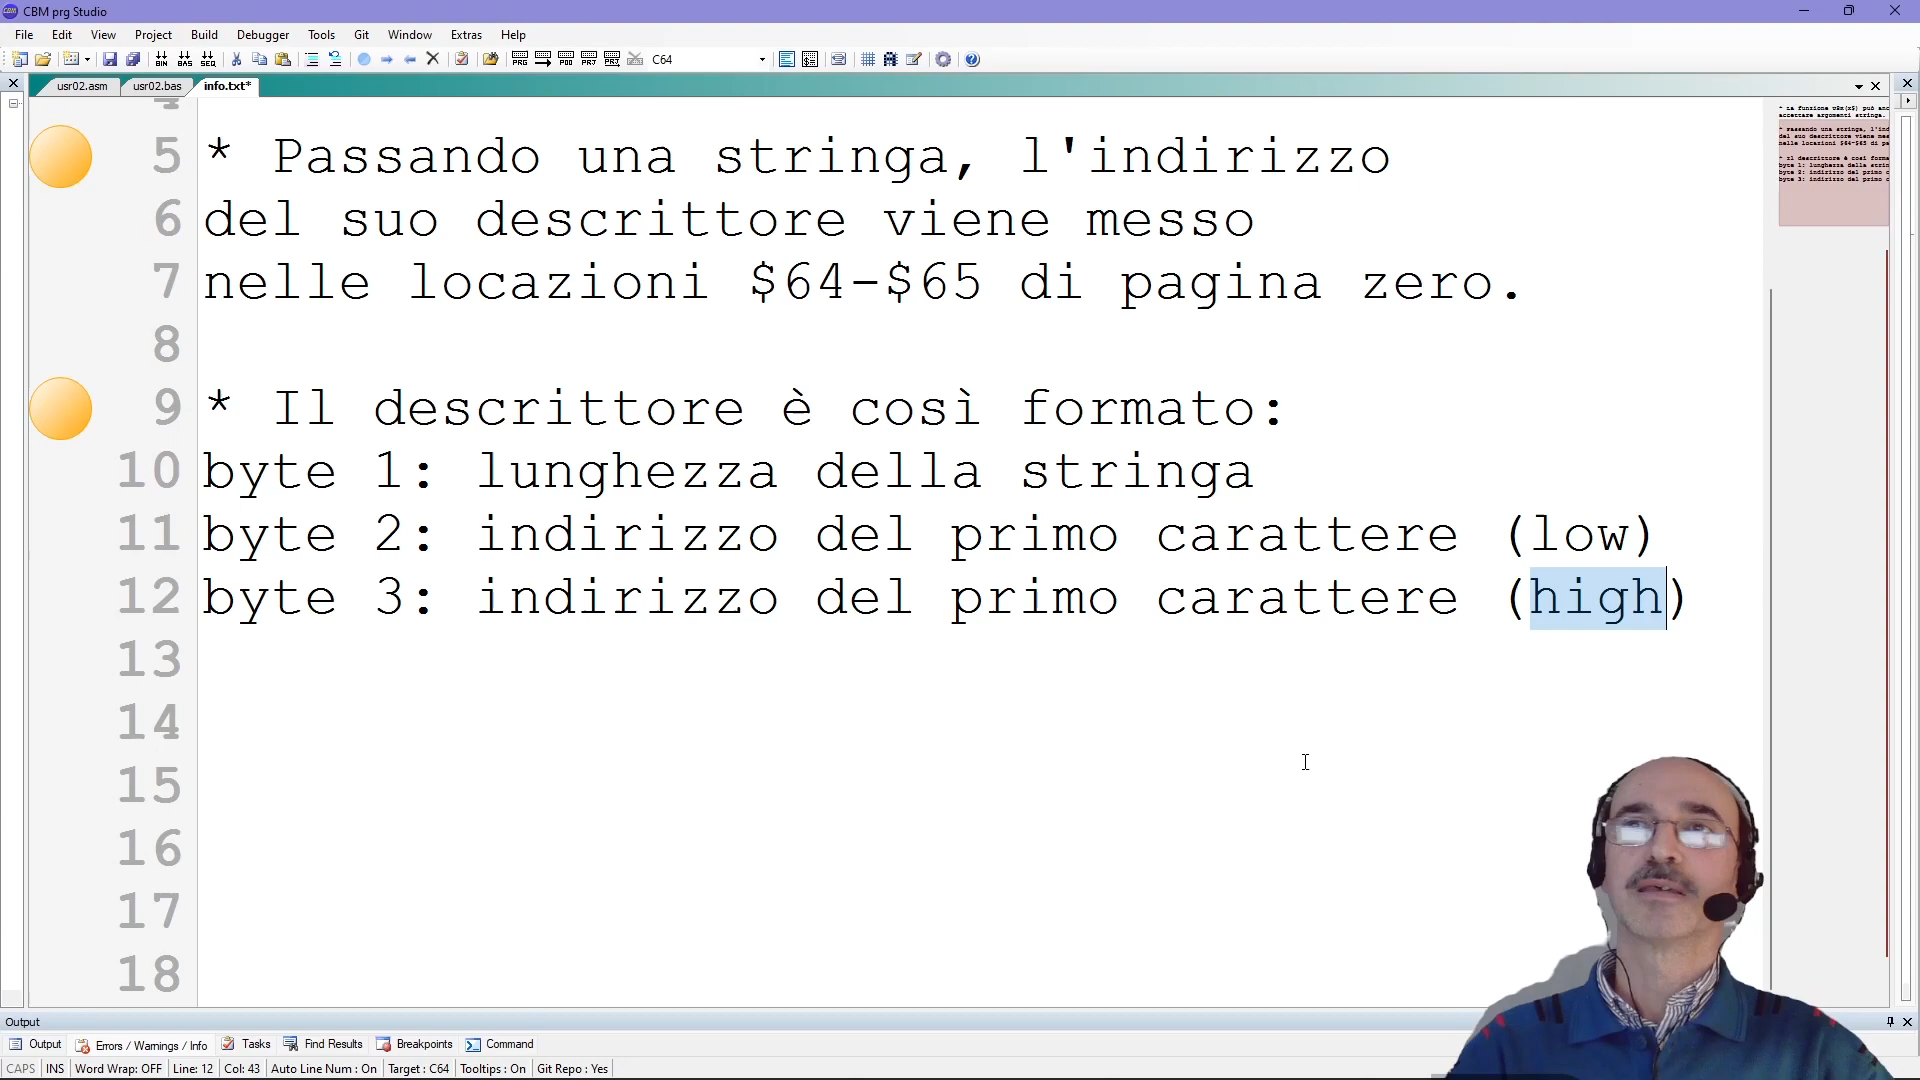 CBM prg Studio
File Edit View Project Build Debugger Tools Git Window Extras Help
C64
usr02.asm usr02.bas info.txt*
4
5 * Passando una stringa, l'indirizzo
6 del suo descrittore viene messo
7 nelle locazioni $64-$65 di pagina zero.
8
9 * Il descrittore è così formato:
10 byte 1: lunghezza della stringa
11 byte 2: indirizzo del primo carattere (low)
12 byte 3: indirizzo del primo carattere (high)
13
14
15
16
17
18
Output
Output Errors / Warnings / Info Tasks Find Results Breakpoints Command
CAPS INS Word Wrap: OFF Line: 12 Col: 43 Auto Line Num : On Target : C64 Tooltips : On Git Repo : Yes